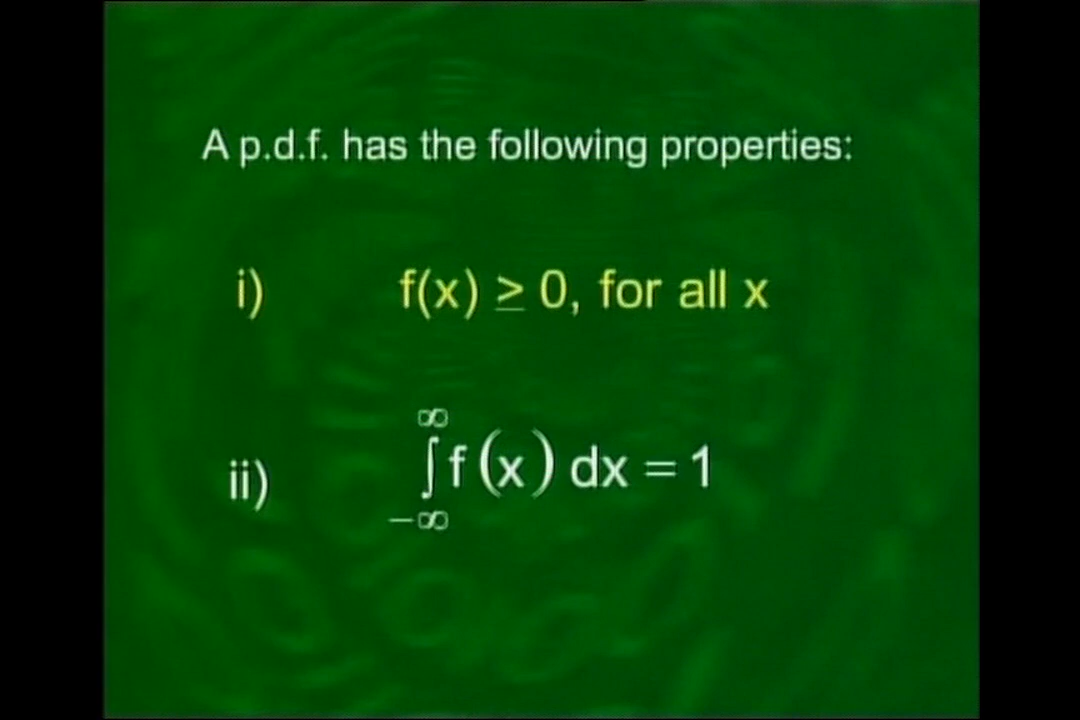 A p.d.f. has the following properties:
i) f(x) ≥ 0, for all x
ii) ∫_{-∞}^{∞} f(x) dx = 1